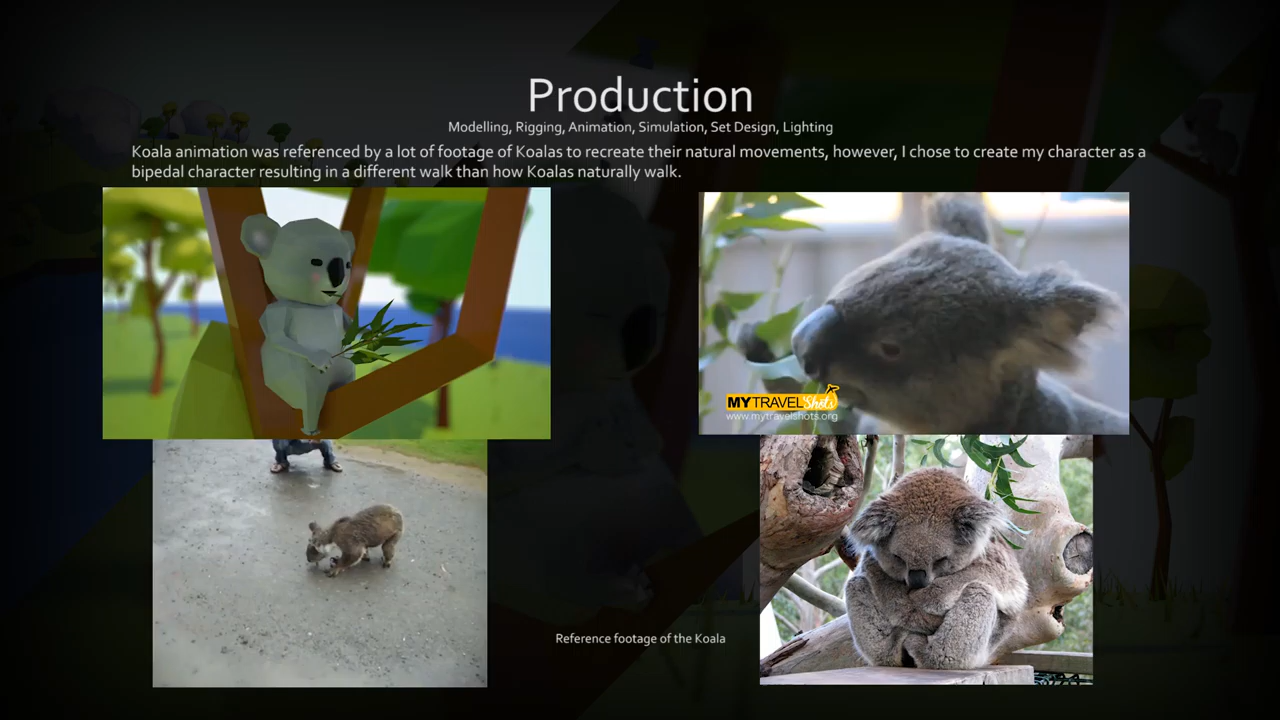 Production
Modelling, Rigging, Animation, Simulation, Set Design, Lighting
Koala animation was referenced by a lot of footage of Koalas to recreate their natural movements, however, I chose to create my character as a
bipedal character resulting in a different walk than how Koalas naturally walk.
MYTRAVEL Shots
www.mytravelshots.org
Reference footage of the Koala